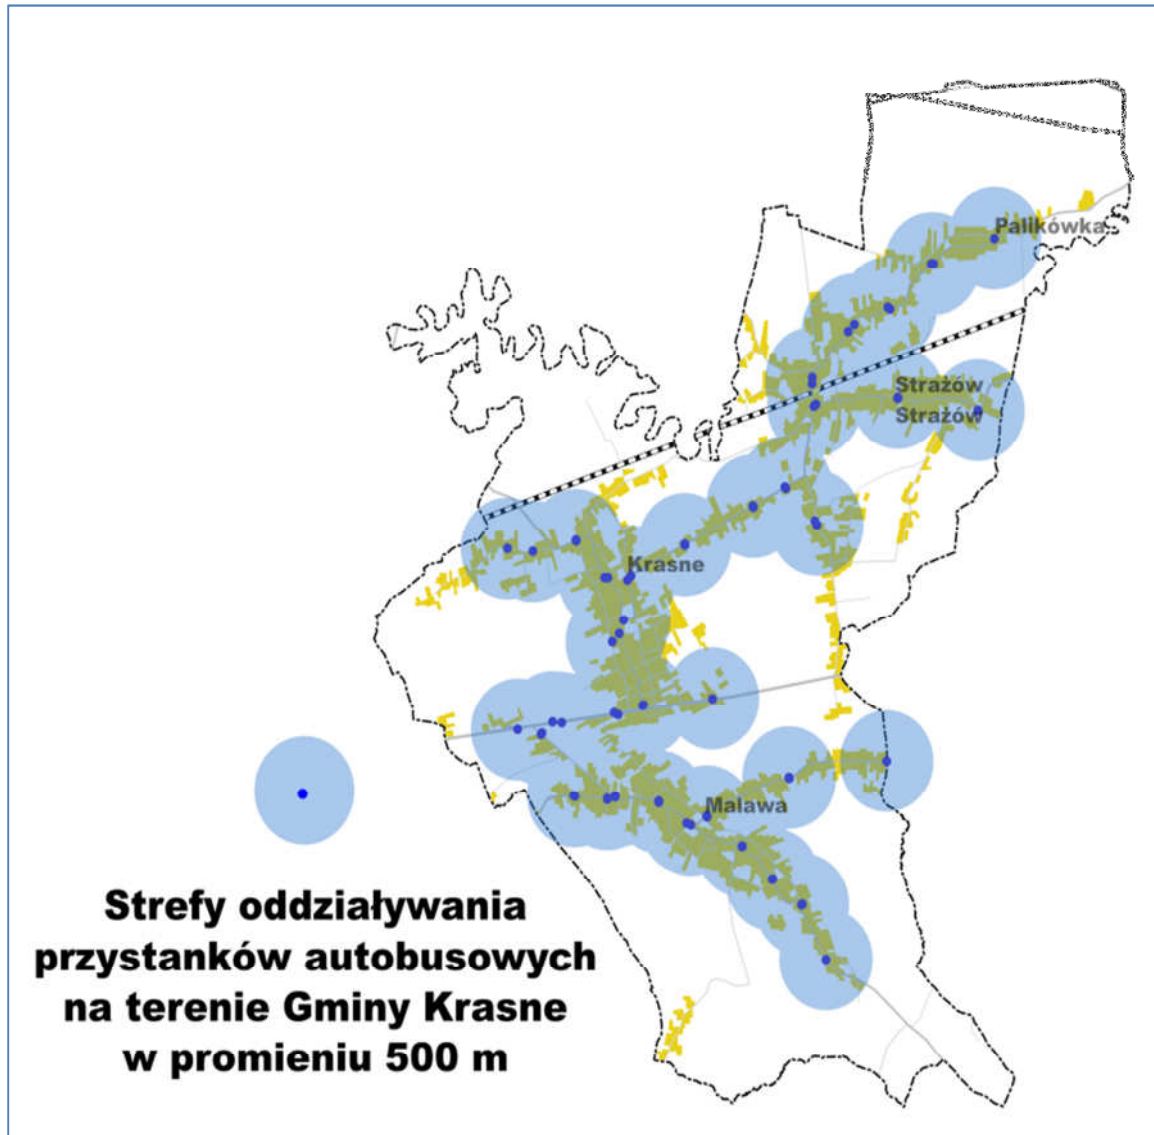 Palikówka
Strażów
Strażów
Krasne
Malawa
Strefy oddziaływania
przystanków autobusowych
na terenie Gminy Krasne
w promieniu 500 m